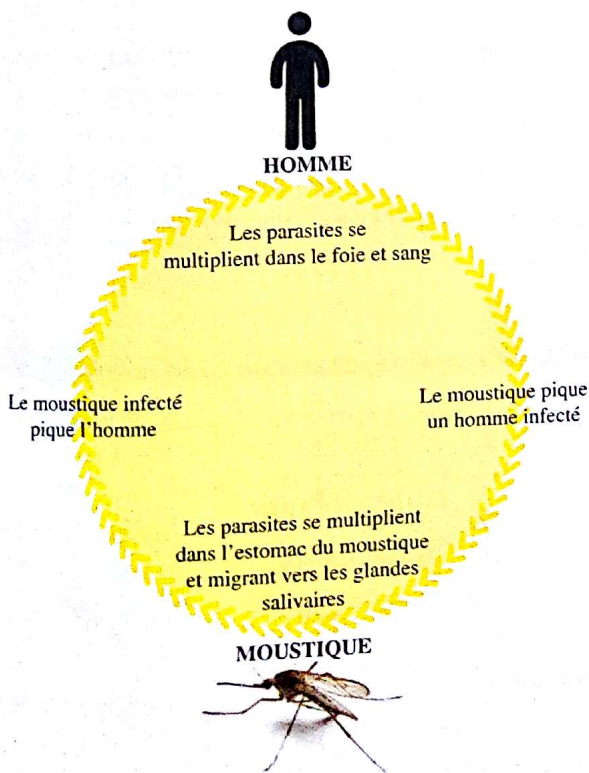 HOMME
Les parasites se
multiplient dans le foie et sang
Le moustique infecté
pique l'homme
Le moustique pique
un homme infecté
Les parasites se multiplient
dans l'estomac du moustique
et migrant vers les glandes
salivaires
MOUSTIQUE